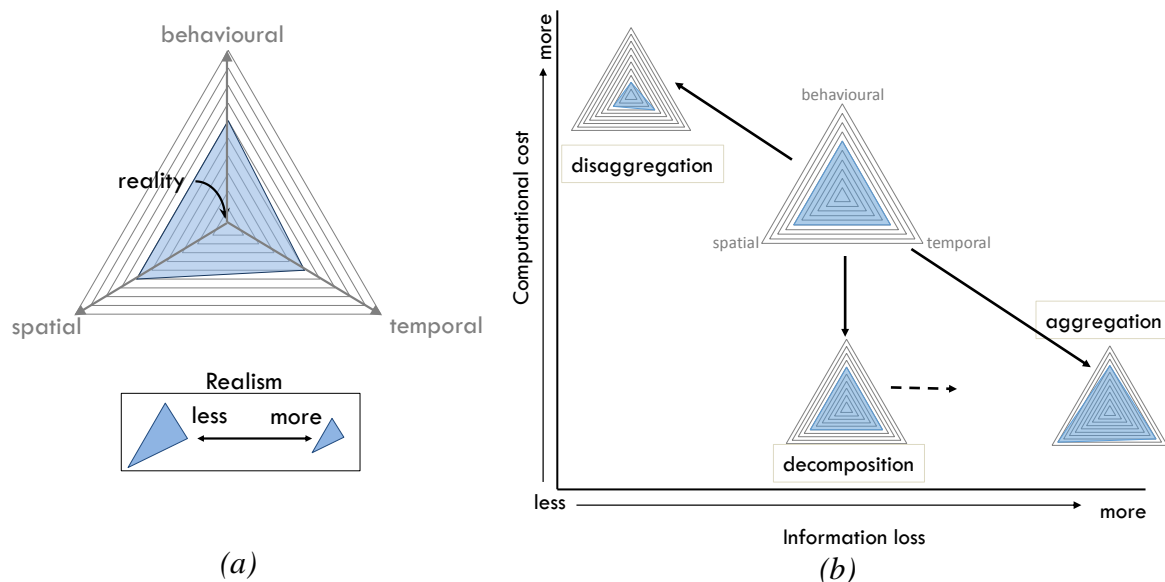 behavioural
reality
spatial
temporal
Realism
less
more
(a)
more
Computational cost
less
Information loss
more
disaggregation
behavioural
spatial
temporal
aggregation
decomposition
(b)